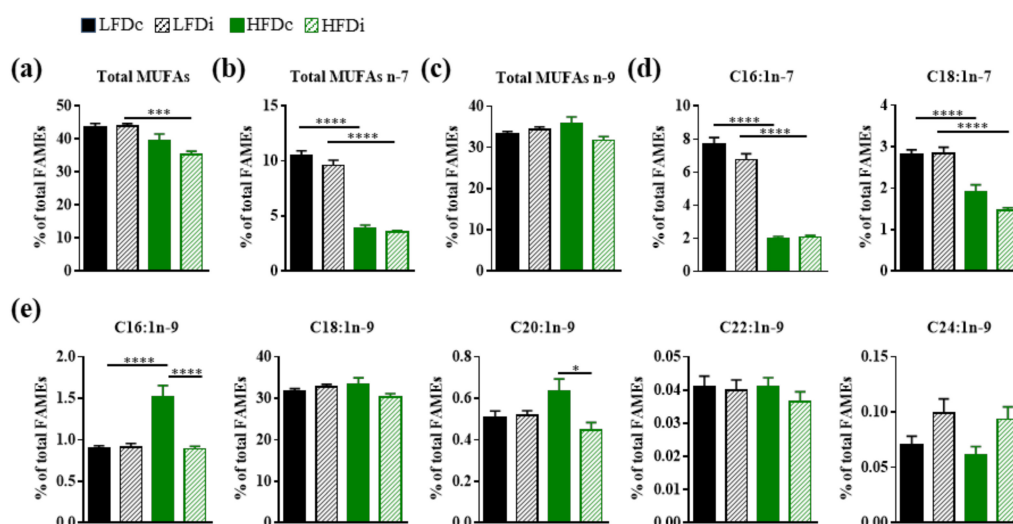 LFDc LFDi HFDc HFDi
(a) Total MUFAs
% of total FAMEs
50
40
30
20
10
0
***
(b) Total MUFAs n-7
% of total FAMEs
15
10
5
0
****
****
(c) Total MUFAs n-9
% of total FAMEs
40
30
20
10
0
(d) C16:1n-7
% of total FAMEs
8
6
4
2
0
****
****
C18:1n-7
% of total FAMEs
4
3
2
1
0
****
****
(e) C16:1n-9
% of total FAMEs
2.0
1.5
1.0
0.5
0.0
****
****
C18:1n-9
% of total FAMEs
40
30
20
10
0
C20:1n-9
% of total FAMEs
0.8
0.6
0.4
0.2
0.0
*
C22:1n-9
% of total FAMEs
0.05
0.04
0.03
0.02
0.01
0.00
C24:1n-9
% of total FAMEs
0.15
0.10
0.05
0.00